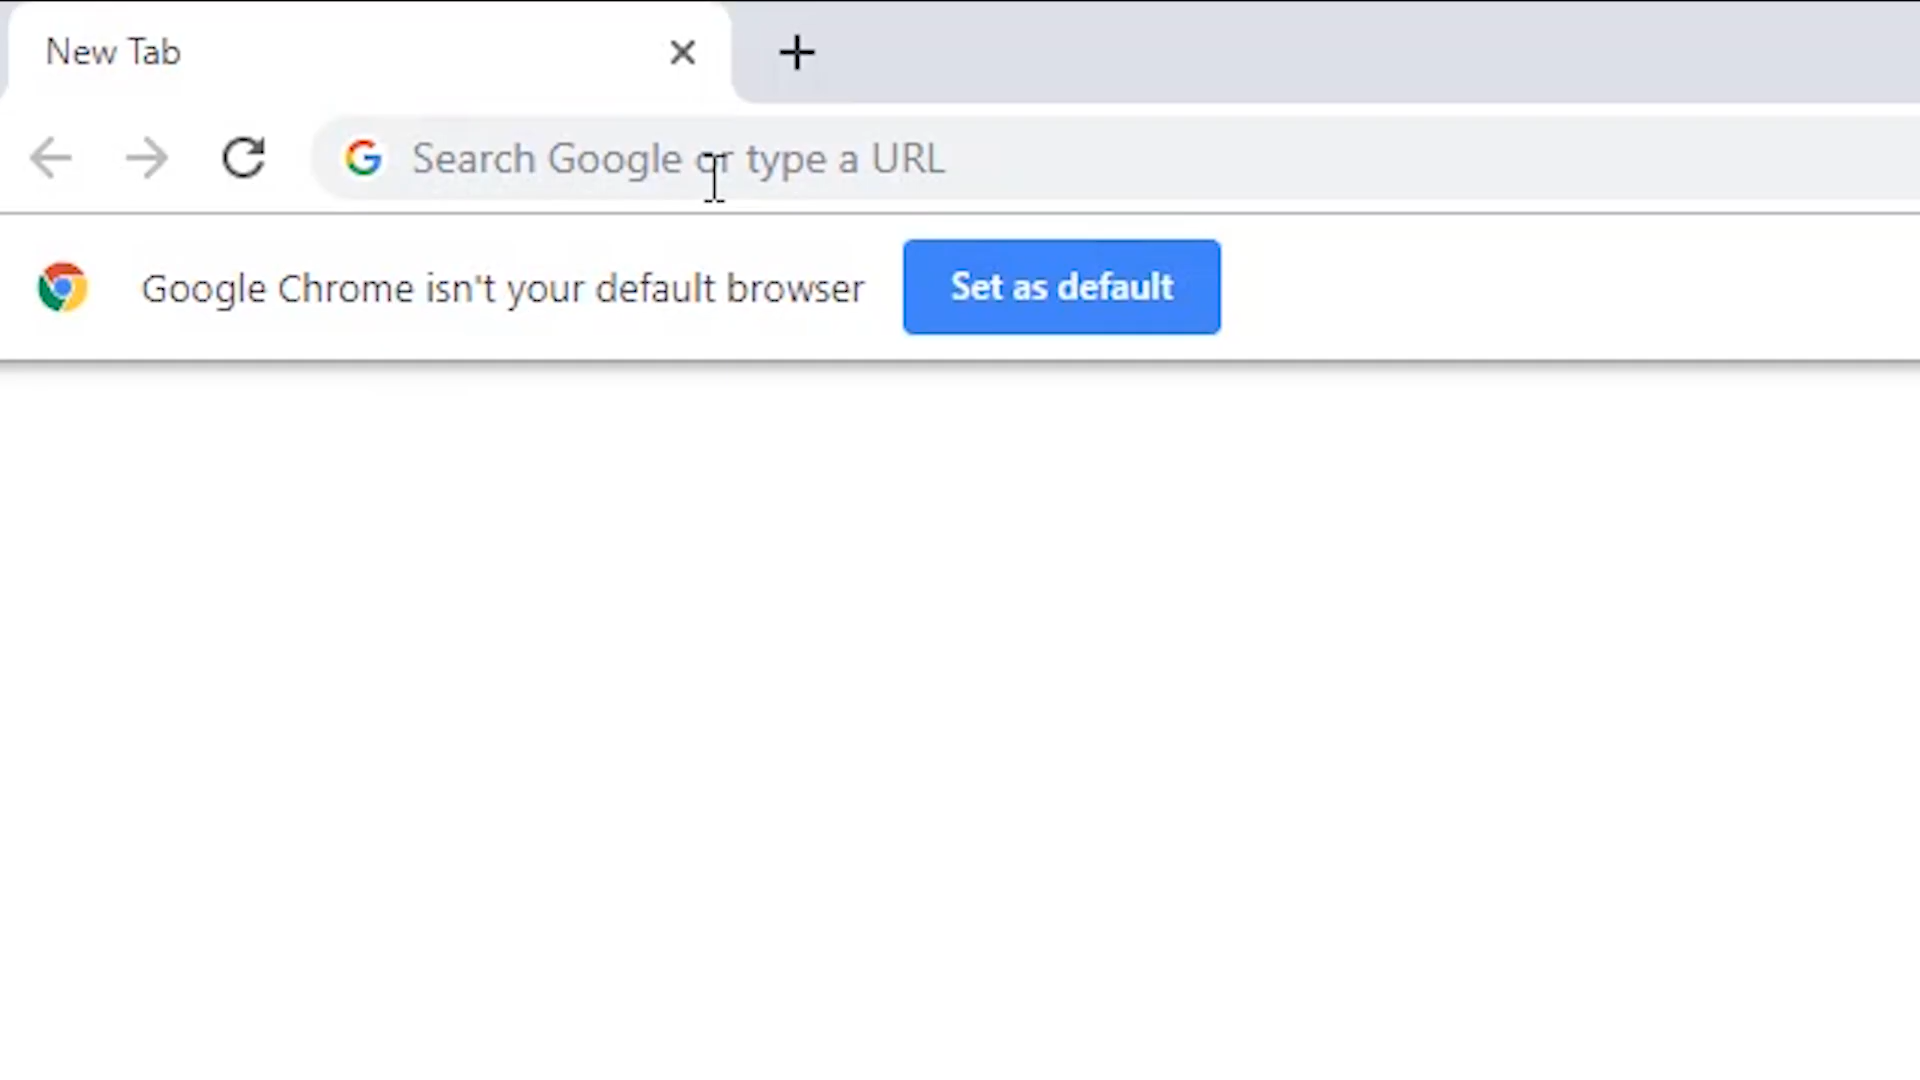 New Tab
Search Google or type a URL
Google Chrome isn't your default browser
Set as default